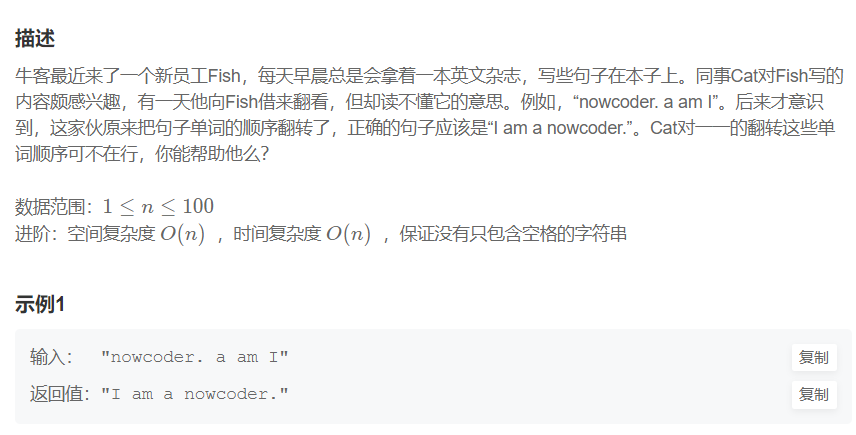 描述
牛客最近来了一个新员工Fish，每天早晨总是会拿着一本英文杂志，写些句子在本子上。同事Cat对Fish写的
内容颇感兴趣，有一天他向Fish借来翻看，但却读不懂它的意思。例如，“nowcoder. a am I”。后来才意识
到，这家伙原来把句子单词的顺序翻转了，正确的句子应该是“I am a nowcoder.”。Cat对一一的翻转这些单
词顺序可不在行，你能帮助他么？
数据范围：1 ≤ n ≤ 100
进阶：空间复杂度 O(n) ，时间复杂度 O(n) ，保证没有只包含空格的字符串
示例1
输入： "nowcoder. a am I" 复制
返回值："I am a nowcoder." 复制